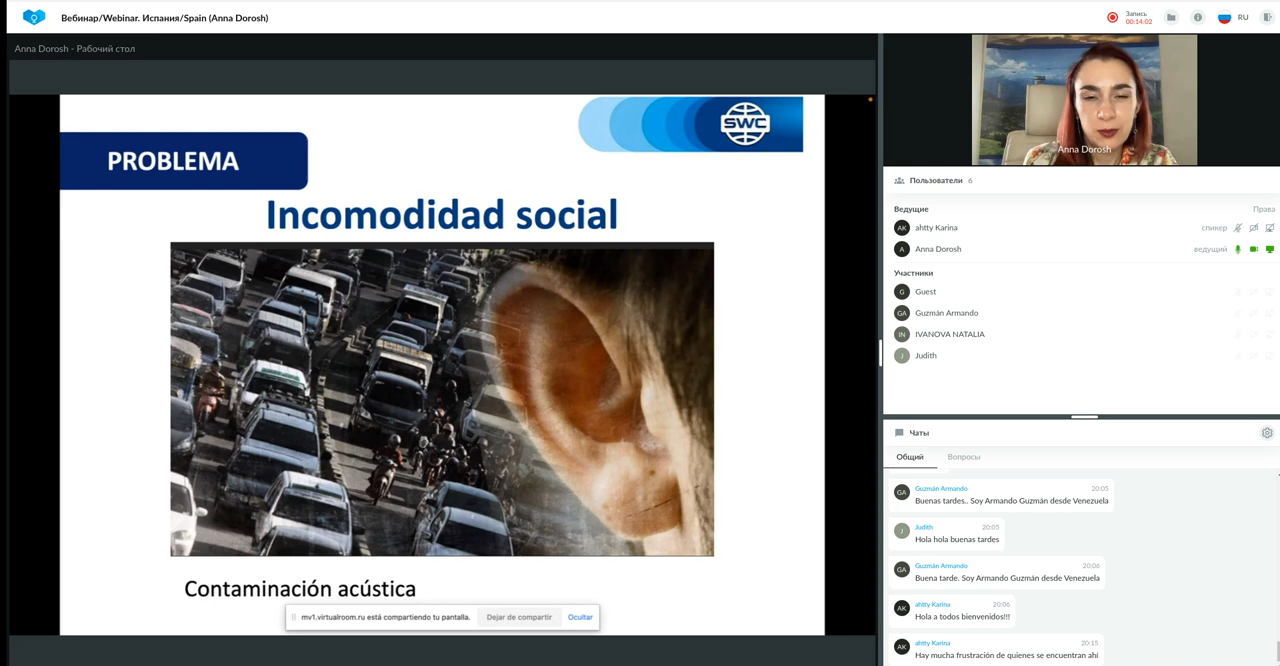 Вебинар/Webinar. Испания/Spain (Anna Dorosh)
Запись
00:14:02
RU
Anna Dorosh - Рабочий стол
SWC
PROBLEMA
Incomodidad social
Contaminación acústica
mv1.virtualroom.ru está compartiendo tu pantalla.
Dejar de compartir
Ocultar
Anna Dorosh
Пользователи 6
Ведущие
Права
AK
ahtty Karina
спикер
A
Anna Dorosh
ведущий
Участники
G
Guest
GA
Guzmán Armando
IN
IVANOVA NATALIA
J
Judith
Чаты
Общий
Вопросы
GA
Guzmán Armando 20:05
Buenas tardes.. Soy Armando Guzmán desde Venezuela
J
Judith 20:05
Hola hola buenas tardes
GA
Guzmán Armando 20:06
Buena tarde. Soy Armando Guzmán desde Venezuela
AK
ahtty Karina 20:06
Hola a todos bienvenidos!!!
AK
ahtty Karina 20:15
Hay mucha frustración de quienes se encuentran ahí